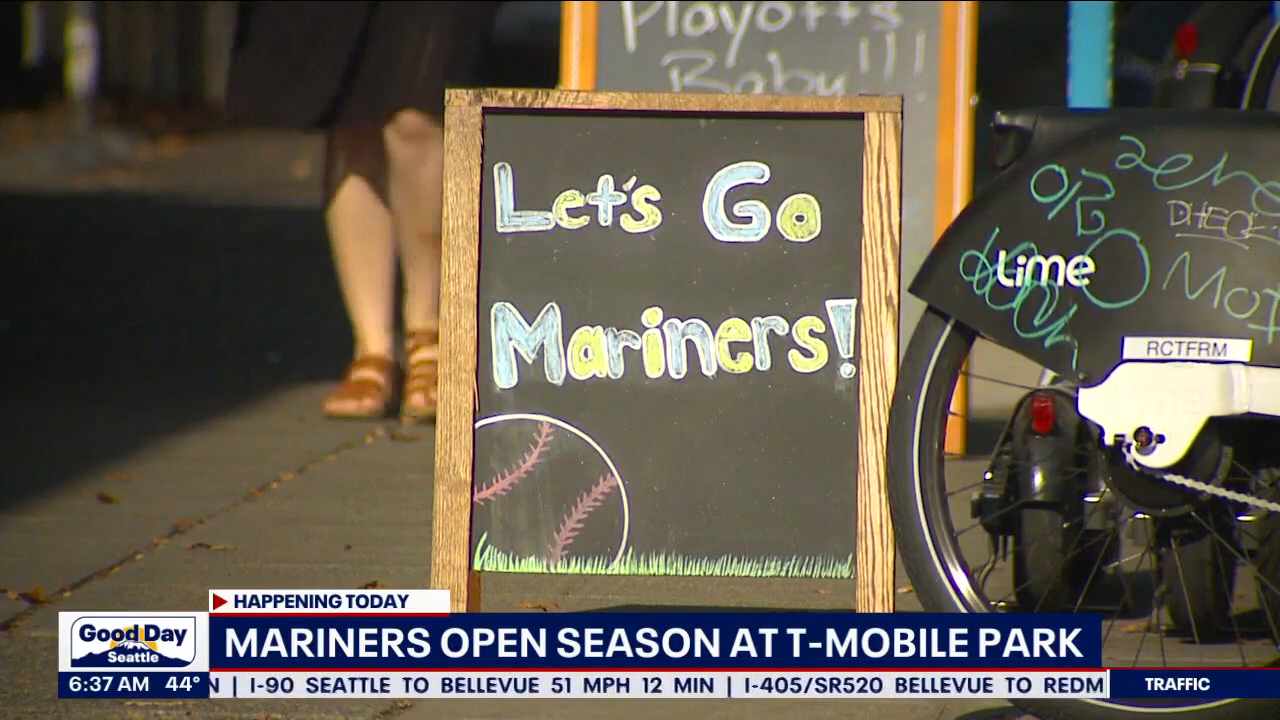 Playoffs
Baby!!!
Let's Go
Mariners!
Lime
RCTFRM
HAPPENING TODAY
Good Day
Seattle
MARINERS OPEN SEASON AT T-MOBILE PARK
6:37 AM 44° N | I-90 SEATTLE TO BELLEVUE 51 MPH 12 MIN | I-405/SR520 BELLEVUE TO REDM
TRAFFIC